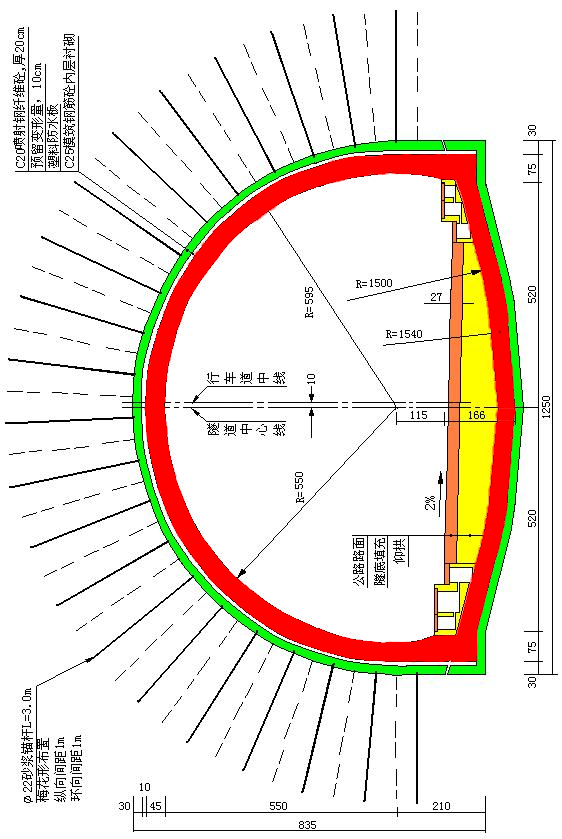 C20喷射钢纤维砼,厚20cm
预留变形量，10cm
塑料防水板
C25模筑钢筋砼内层衬砌
30
75
520
1250
520
75
30
R=1500
R=595
27
R=1540
行车道中线
10
隧道中心线
115
166
R=550
2%
公路路面
隧底填充
仰拱
φ22砂浆锚杆L=3.0m
梅花形布置
纵向间距1m
环向间距1m
10
30
45
550
210
835